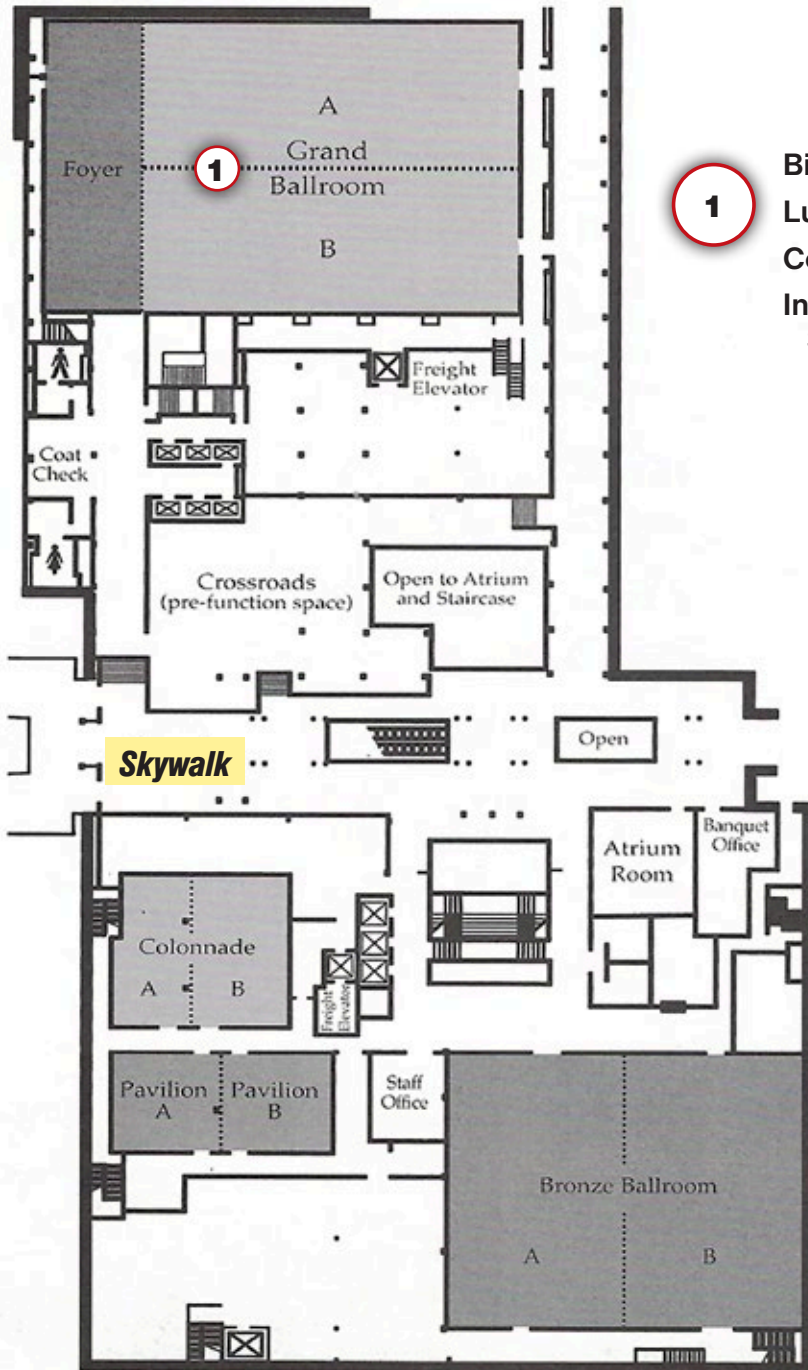 A
Grand
Foyer
1
Ballroom
B
1
Freight
Elevator
Coat
Check
Crossroads
(pre-function space)
Open to Atrium
and Staircase
Skywalk
Open
Atrium
Room
Banquet
Office
Colonnade
A
B
Freight
Elevator
Pavilion
A
Pavilion
B
Staff
Office
Bronze Ballroom
A
B